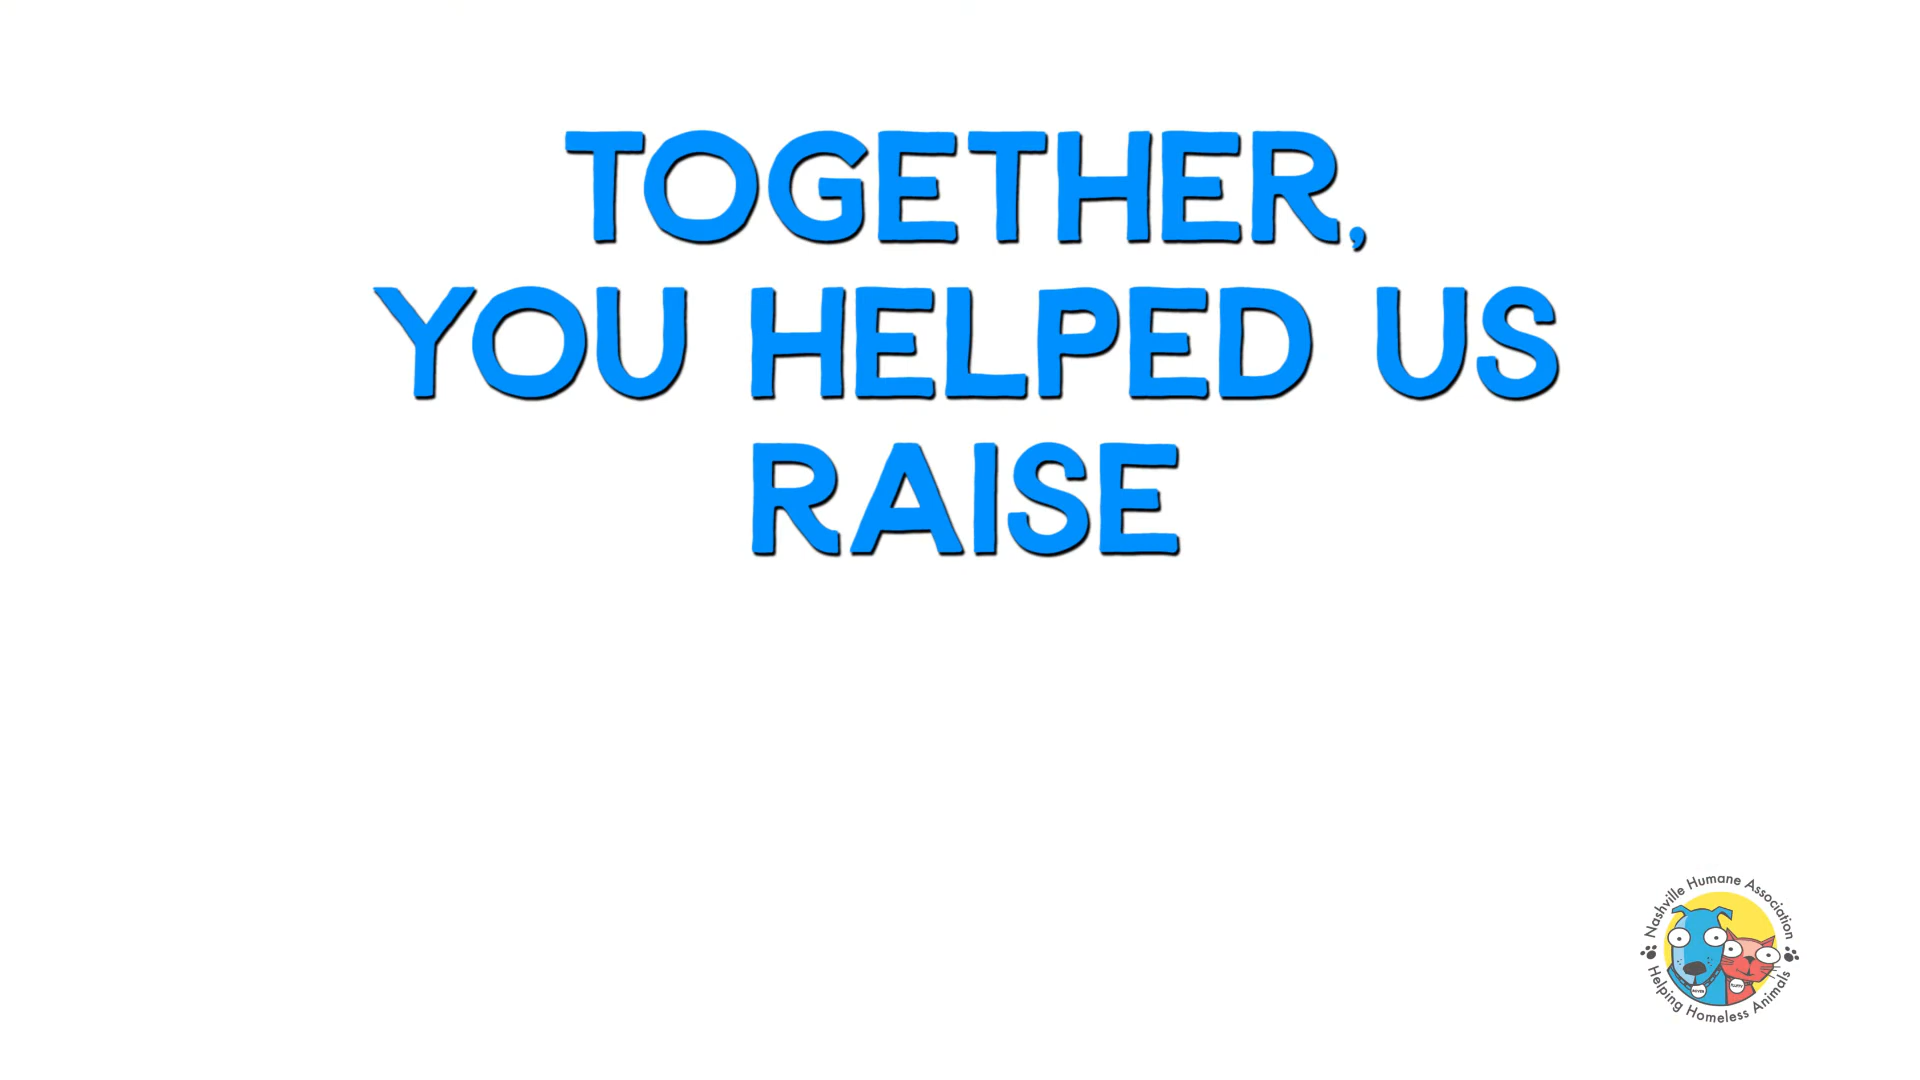 TOGETHER,
YOU HELPED US
RAISE
Nashville Humane Association
Helping Homeless Animals